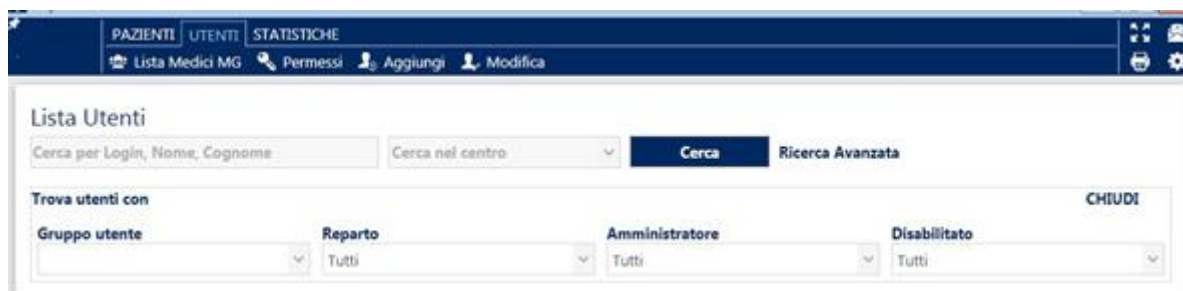 PAZIENTI UTENTI STATISTICHE
Lista Medici MG Permessi Aggiungi Modifica
Lista Utenti
Cerca per Login, Nome, Cognome Cerca nel centro Cerca Ricerca Avanzata
Trova utenti con CHIUDI
Gruppo utente Reparto Amministratore Disabilitato
Tutti Tutti Tutti